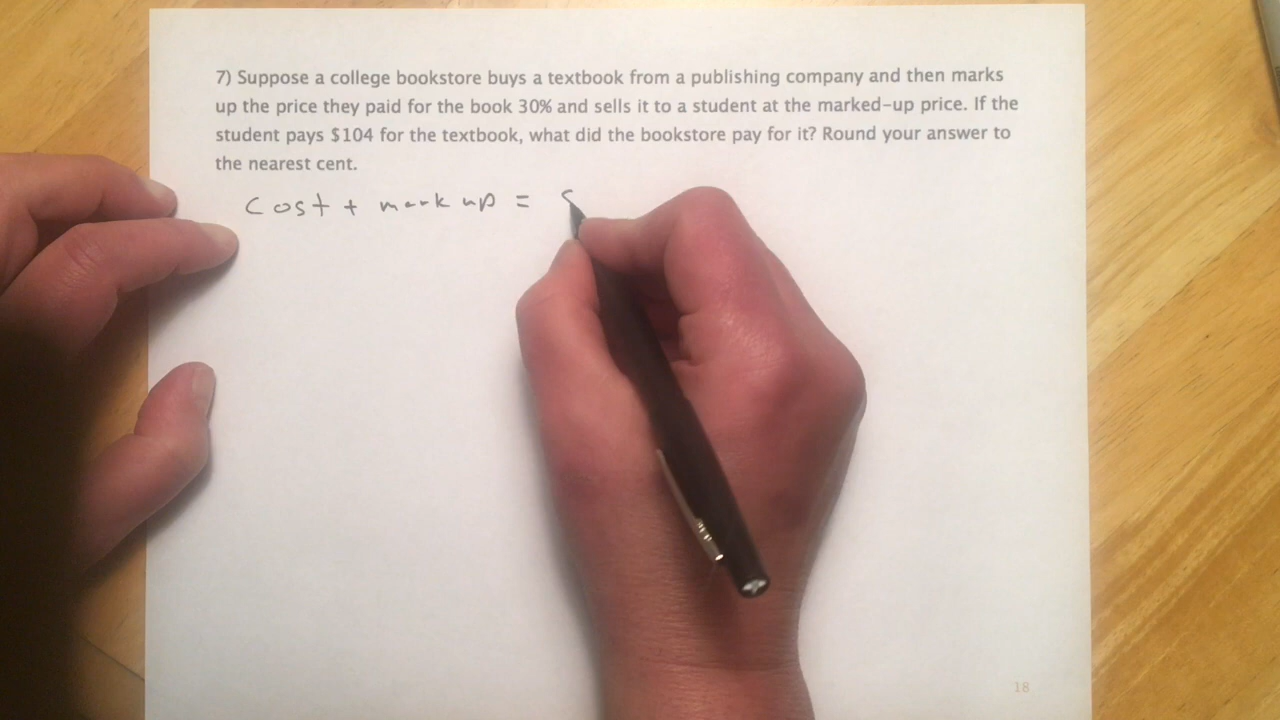 7) Suppose a college bookstore buys a textbook from a publishing company and then marks
up the price they paid for the book 30% and sells it to a student at the marked-up price. If the
student pays $104 for the textbook, what did the bookstore pay for it? Round your answer to
the nearest cent.
Cost + mark up = S
18